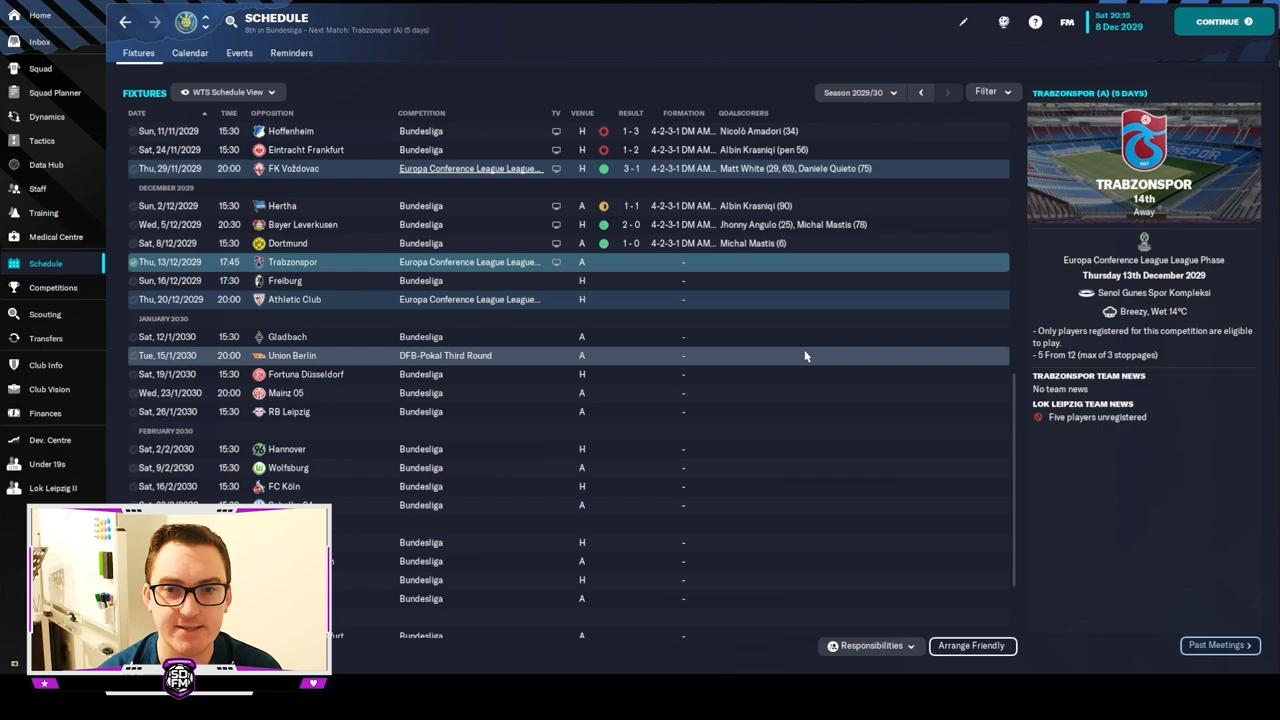 Home
SCHEDULE
8th in Bundesliga - Next Match: Trabzonspor (A) (5 days)
FM
Sat 20:15
8 Dec 2029
CONTINUE
Inbox
Squad
Squad Planner
Dynamics
Tactics
Data Hub
Staff
Training
Medical Centre
Schedule
Competitions
Scouting
Transfers
Club Info
Club Vision
Finances
Dev. Centre
Under 19s
Lok Leipzig II
Fixtures Calendar Events Reminders
FIXTURES WTS Schedule View Season 2029/30 Filter
DATE TIME OPPOSITION COMPETITION TV VENUE RESULT FORMATION GOALSCORERS
Sun, 11/11/2029 15:30 Hoffenheim Bundesliga H 1 - 3 4-2-3-1 DM AM... Nicolò Amadori (34)
Sat, 24/11/2029 15:30 Eintracht Frankfurt Bundesliga H 1 - 2 4-2-3-1 DM AM... Albin Krasniqi (pen 56)
Thu, 29/11/2029 20:00 FK Voždovac Europa Conference League League... H 3 - 1 4-2-3-1 DM AM... Matt White (29, 63), Daniele Quieto (75)
DECEMBER 2029
Sun, 2/12/2029 15:30 Hertha Bundesliga A 1 - 1 4-2-3-1 DM AM... Albin Krasniqi (90)
Wed, 5/12/2029 20:30 Bayer Leverkusen Bundesliga H 2 - 0 4-2-3-1 DM AM... Jhonny Angulo (25), Michal Mastis (78)
Sat, 8/12/2029 15:30 Dortmund Bundesliga A 1 - 0 4-2-3-1 DM AM... Michal Mastis (6)
Thu, 13/12/2029 17:45 Trabzonspor Europa Conference League League... A -
Sun, 16/12/2029 17:30 Freiburg Bundesliga H -
Thu, 20/12/2029 20:00 Athletic Club Europa Conference League League... H -
JANUARY 2030
Sat, 12/1/2030 15:30 Gladbach Bundesliga A -
Tue, 15/1/2030 20:00 Union Berlin DFB-Pokal Third Round A -
Sat, 19/1/2030 15:30 Fortuna Düsseldorf Bundesliga H -
Wed, 23/1/2030 20:00 Mainz 05 Bundesliga A -
Sat, 26/1/2030 15:30 RB Leipzig Bundesliga A -
FEBRUARY 2030
Sat, 2/2/2030 15:30 Hannover Bundesliga H -
Sat, 9/2/2030 15:30 Wolfsburg Bundesliga A -
Sat, 16/2/2030 15:30 FC Köln Bundesliga H -
Bundesliga A -
Bundesliga H -
Bundesliga A -
Bundesliga H -
Bundesliga A -
Bundesliga A -
Responsibilities Arrange Friendly
TRABZONSPOR (A) (5 DAYS)
TRABZONSPOR
14th
Away
Europa Conference League League Phase
Thursday 13th December 2029
Senol Gunes Spor Kompleksi
Breezy, Wet 14°C
- Only players registered for this competition are eligible
to play.
- 5 From 12 (max of 3 stoppages)
TRABZONSPOR TEAM NEWS
No team news
LOK LEIPZIG TEAM NEWS
Five players unregistered
Past Meetings
SDFM